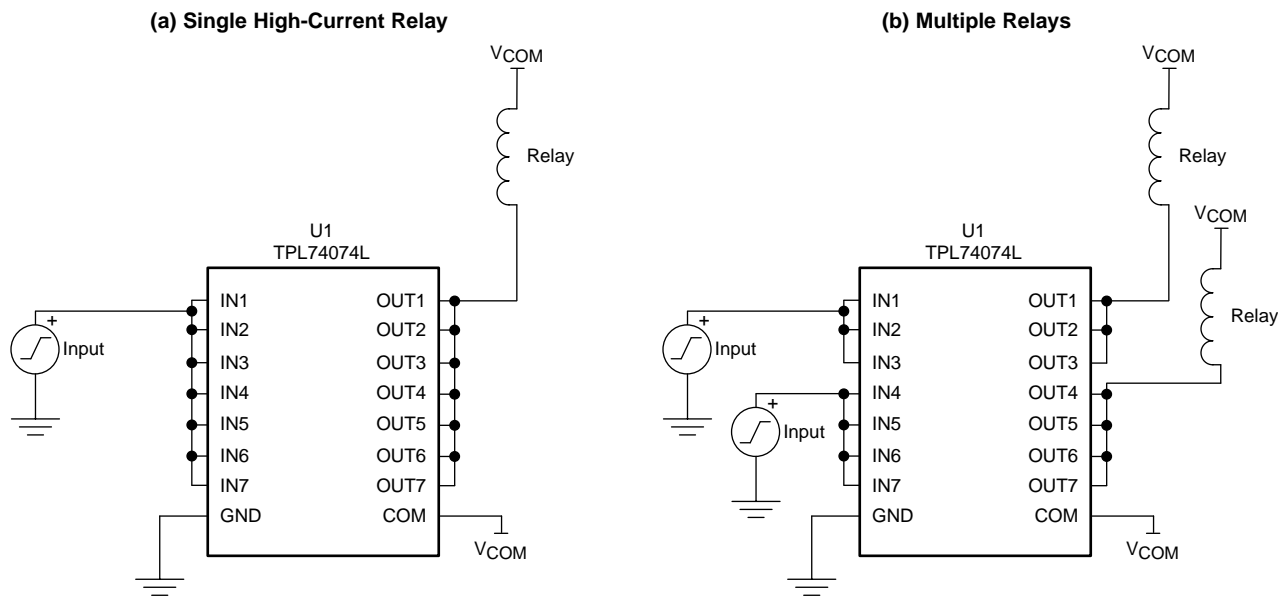 (a) Single High-Current Relay
VCOM
Relay
U1
TPL74074L
IN1
OUT1
IN2
OUT2
+
Input
IN3
OUT3
IN4
OUT4
IN5
OUT5
IN6
OUT6
IN7
OUT7
GND
COM
VCOM
(b) Multiple Relays
VCOM
Relay
VCOM
Relay
U1
TPL74074L
IN1
OUT1
IN2
OUT2
+
Input
IN3
OUT3
IN4
OUT4
+
Input
IN5
OUT5
IN6
OUT6
IN7
OUT7
GND
COM
VCOM